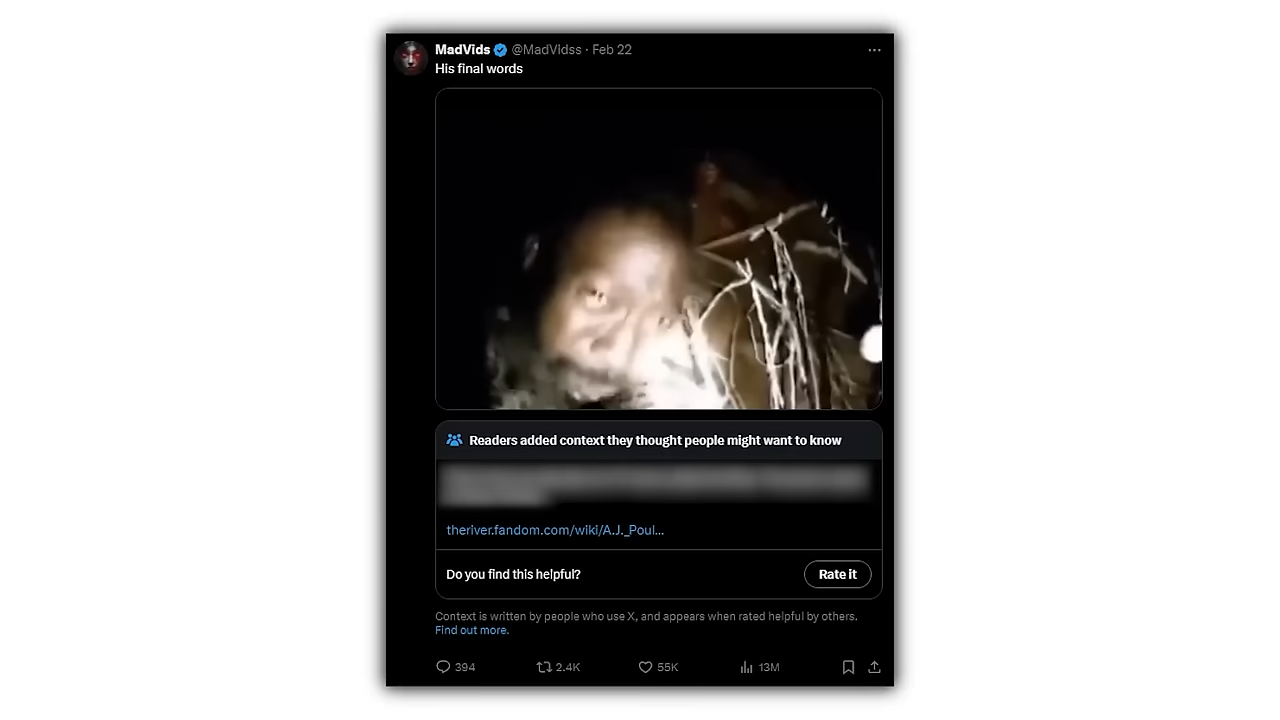 MadVids @MadVIdss · Feb 22
His final words
Readers added context they thought people might want to know
theriver.fandom.com/wiki/A.J._Poul...
Do you find this helpful? Rate it
Context is written by people who use X, and appears when rated helpful by others.
Find out more.
394 2.4K 55K 13M